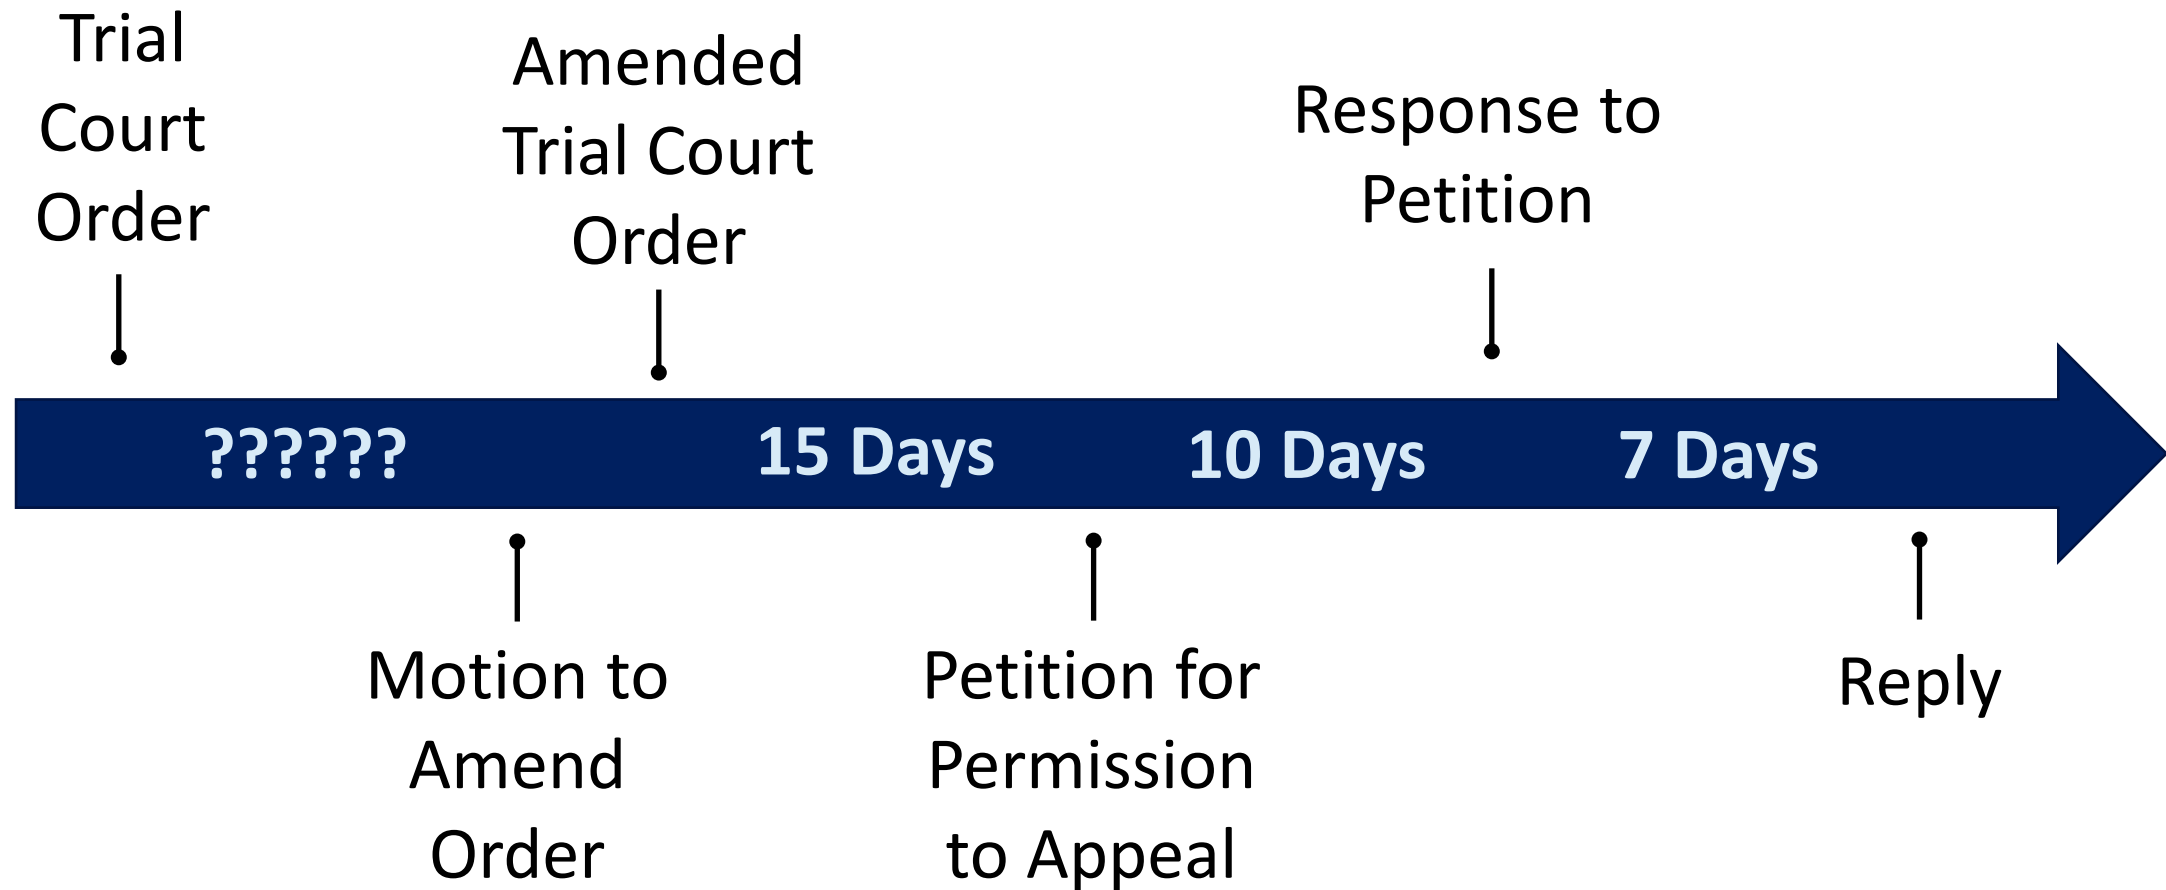 Trial
Court
Order
Amended
Trial Court
Order
Response to
Petition
??????
15 Days
10 Days
7 Days
Motion to
Amend
Order
Petition for
Permission
to Appeal
Reply